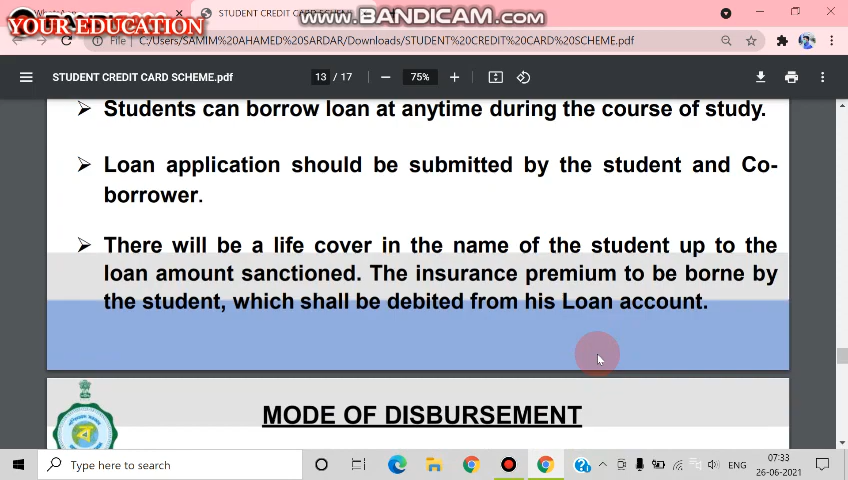 YOUR EDUCATION
STUDENT CREDIT CARD SCHEM
WWW.BANDICAM.COM
File
C:/Users/SAMIM%20AHAMED%20SARDAR/Downloads/STUDENT%20CREDIT%20CARD%20SCHEME.pdf
STUDENT CREDIT CARD SCHEME.pdf
13 / 17
75%
➢ Students can borrow loan at anytime during the course of study.
➢ Loan application should be submitted by the student and Co-
borrower.
➢ There will be a life cover in the name of the student up to the
loan amount sanctioned. The insurance premium to be borne by
the student, which shall be debited from his Loan account.
MODE OF DISBURSEMENT
Type here to search
ENG
07:33
26-06-2021